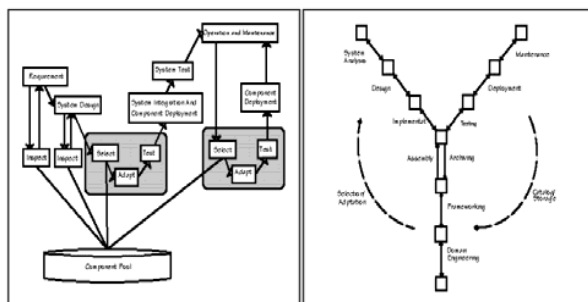 Operation and Maintenance
System Test
Requirement
System Design
System Integration And
Component Deployment
Component
Deployment
Inspect
Inspect
Select
Test
Adapt
Select
Test
Adapt
Component Pool
System
Analysis
Maintenance
Design
Deployment
Implement
Testing
Assembly
Archiving
Selection/
Adaptation
Catalog/
Storage
Frameworking
Domain
Engineering